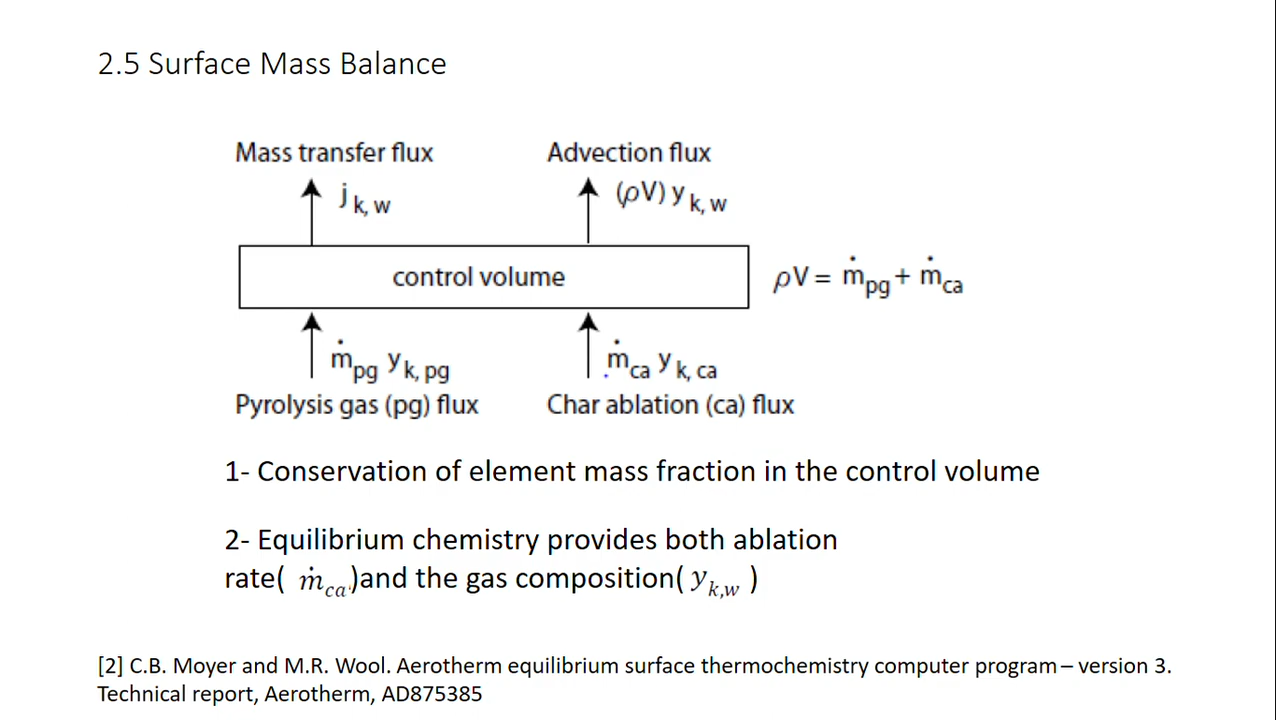 2.5 Surface Mass Balance
Mass transfer flux
Advection flux
j k, w
(ρV) y k, w
control volume
ρV = ṁpg + ṁca
ṁpg yk, pg
ṁca yk, ca
Pyrolysis gas (pg) flux
Char ablation (ca) flux
1- Conservation of element mass fraction in the control volume
2- Equilibrium chemistry provides both ablation
rate( ṁca)and the gas composition( yk,w )
[2] C.B. Moyer and M.R. Wool. Aerotherm equilibrium surface thermochemistry computer program – version 3.
Technical report, Aerotherm, AD875385